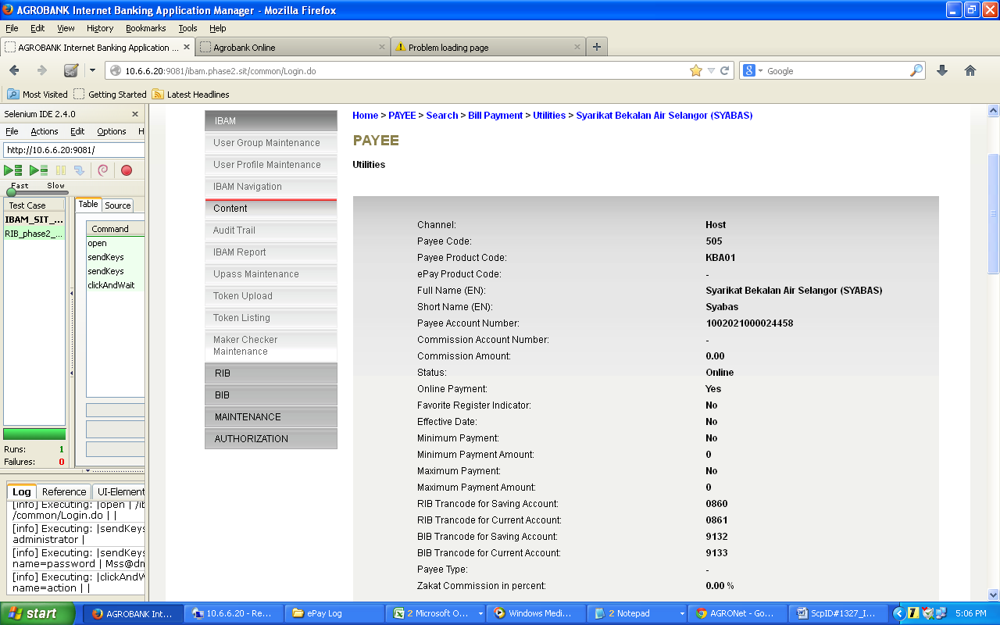 AGROBANK Internet Banking Application Manager - Mozilla Firefox
File Edit View History Bookmarks Tools Help
AGROBANK Internet Banking Application ...
Agrobank Online
Problem loading page
10.6.6.20:9081/ibam.phase2.sit/common/Login.do
Google
Most Visited Getting Started Latest Headlines
Selenium IDE 2.4.0
File Actions Edit Options H
http://10.6.6.20:9081/
Fast Slow
Test Case
IBAM_SIT_...
RIB_phase2_...
Table Source
Command
open
sendKeys
sendKeys
clickAndWait
Runs: 1
Failures: 0
Log Reference UI-Element
[info] Executing: |open | /ib
/common/Login.do | |
[info] Executing: |sendKeys
administrator |
[info] Executing: |sendKeys
name=password | Mss@dm
[info] Executing: |clickAndW
name=action | |
IBAM
User Group Maintenance
User Profile Maintenance
IBAM Navigation
Content
Audit Trail
IBAM Report
Upass Maintenance
Token Upload
Token Listing
Maker Checker
Maintenance
RIB
BIB
MAINTENANCE
AUTHORIZATION
Home > PAYEE > Search > Bill Payment > Utilities > Syarikat Bekalan Air Selangor (SYABAS)
PAYEE
Utilities
Channel: Host
Payee Code: 505
Payee Product Code: KBA01
ePay Product Code: -
Full Name (EN): Syarikat Bekalan Air Selangor (SYABAS)
Short Name (EN): Syabas
Payee Account Number: 1002021000024458
Commission Account Number: -
Commission Amount: 0.00
Status: Online
Online Payment: Yes
Favorite Register Indicator: No
Effective Date: No
Minimum Payment: No
Minimum Payment Amount: 0
Maximum Payment: No
Maximum Payment Amount: 0
RIB Trancode for Saving Account: 0860
RIB Trancode for Current Account: 0861
BIB Trancode for Saving Account: 9132
BIB Trancode for Current Account: 9133
Payee Type: -
Zakat Commission in percent: 0.00 %
start
AGROBANK Int...
10.6.6.20 - Re...
ePay Log
2 Microsoft O...
Windows Medi...
2 Notepad
AGRONet - Go...
ScpID#1327_I...
5:06 PM